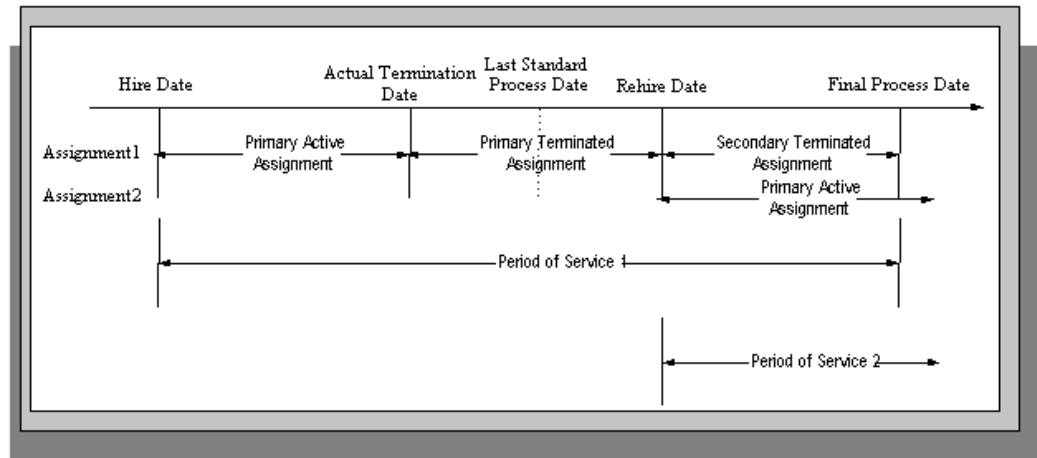 Hire Date
Actual Termination
Date
Last Standard
Process Date
Rehire Date
Final Process Date
Assignment1
Primary Active
Assignment
Primary Terminated
Assignment
Secondary Terminated
Assignment
Assignment2
Primary Active
Assignment
Period of Service 1
Period of Service 2